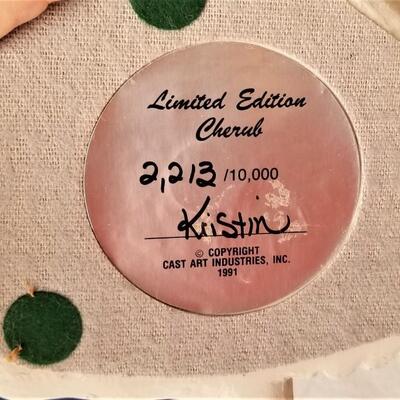 Limited Edition
Cherub
2,213 /10,000
Kristin
© COPYRIGHT
CAST ART INDUSTRIES, INC.
1991